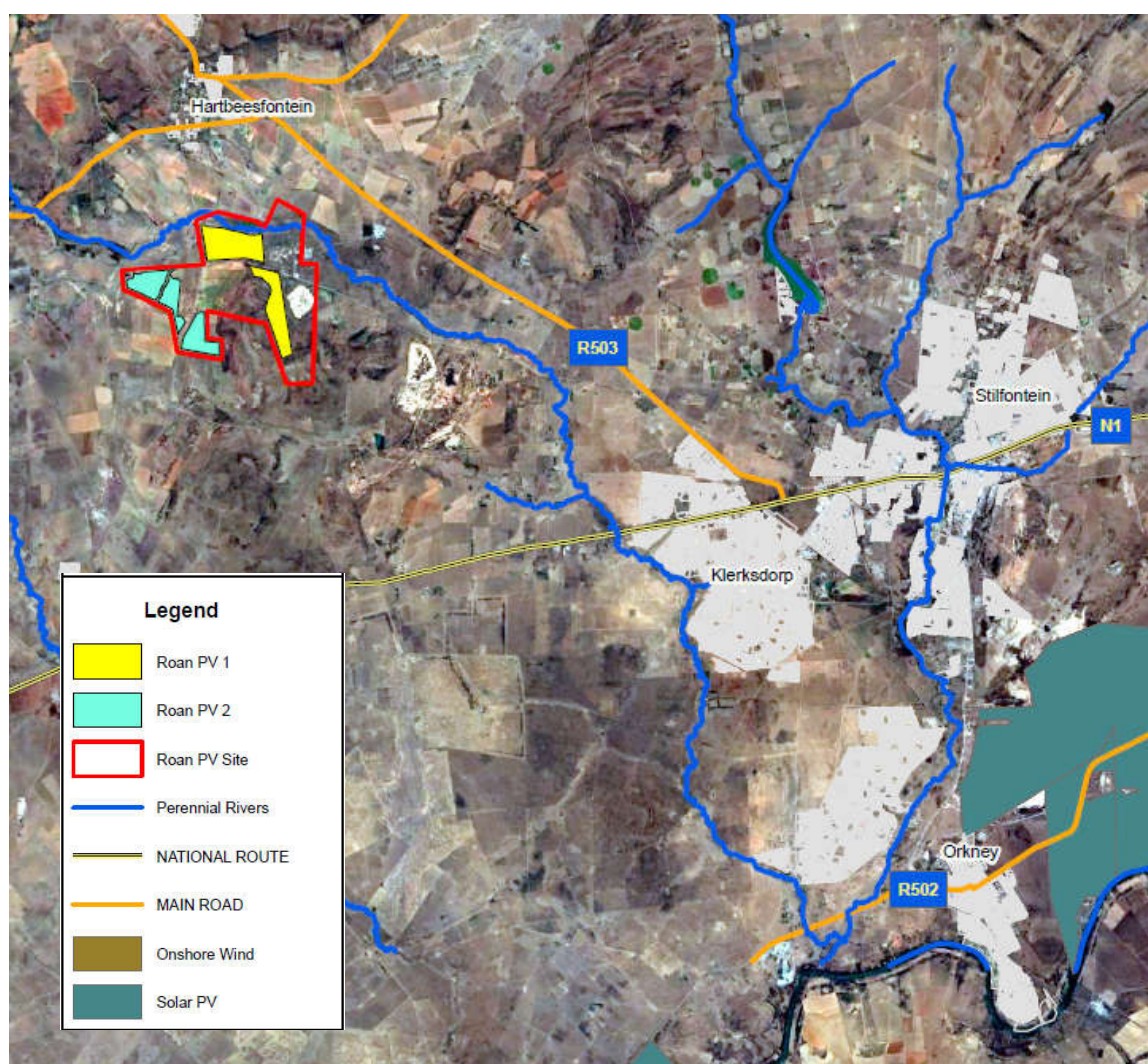 Hartbeesfontein
R503
Stilfontein
N1
Klerksdorp
Orkney
R502
Legend
Roan PV 1
Roan PV 2
Roan PV Site
Perennial Rivers
NATIONAL ROUTE
MAIN ROAD
Onshore Wind
Solar PV